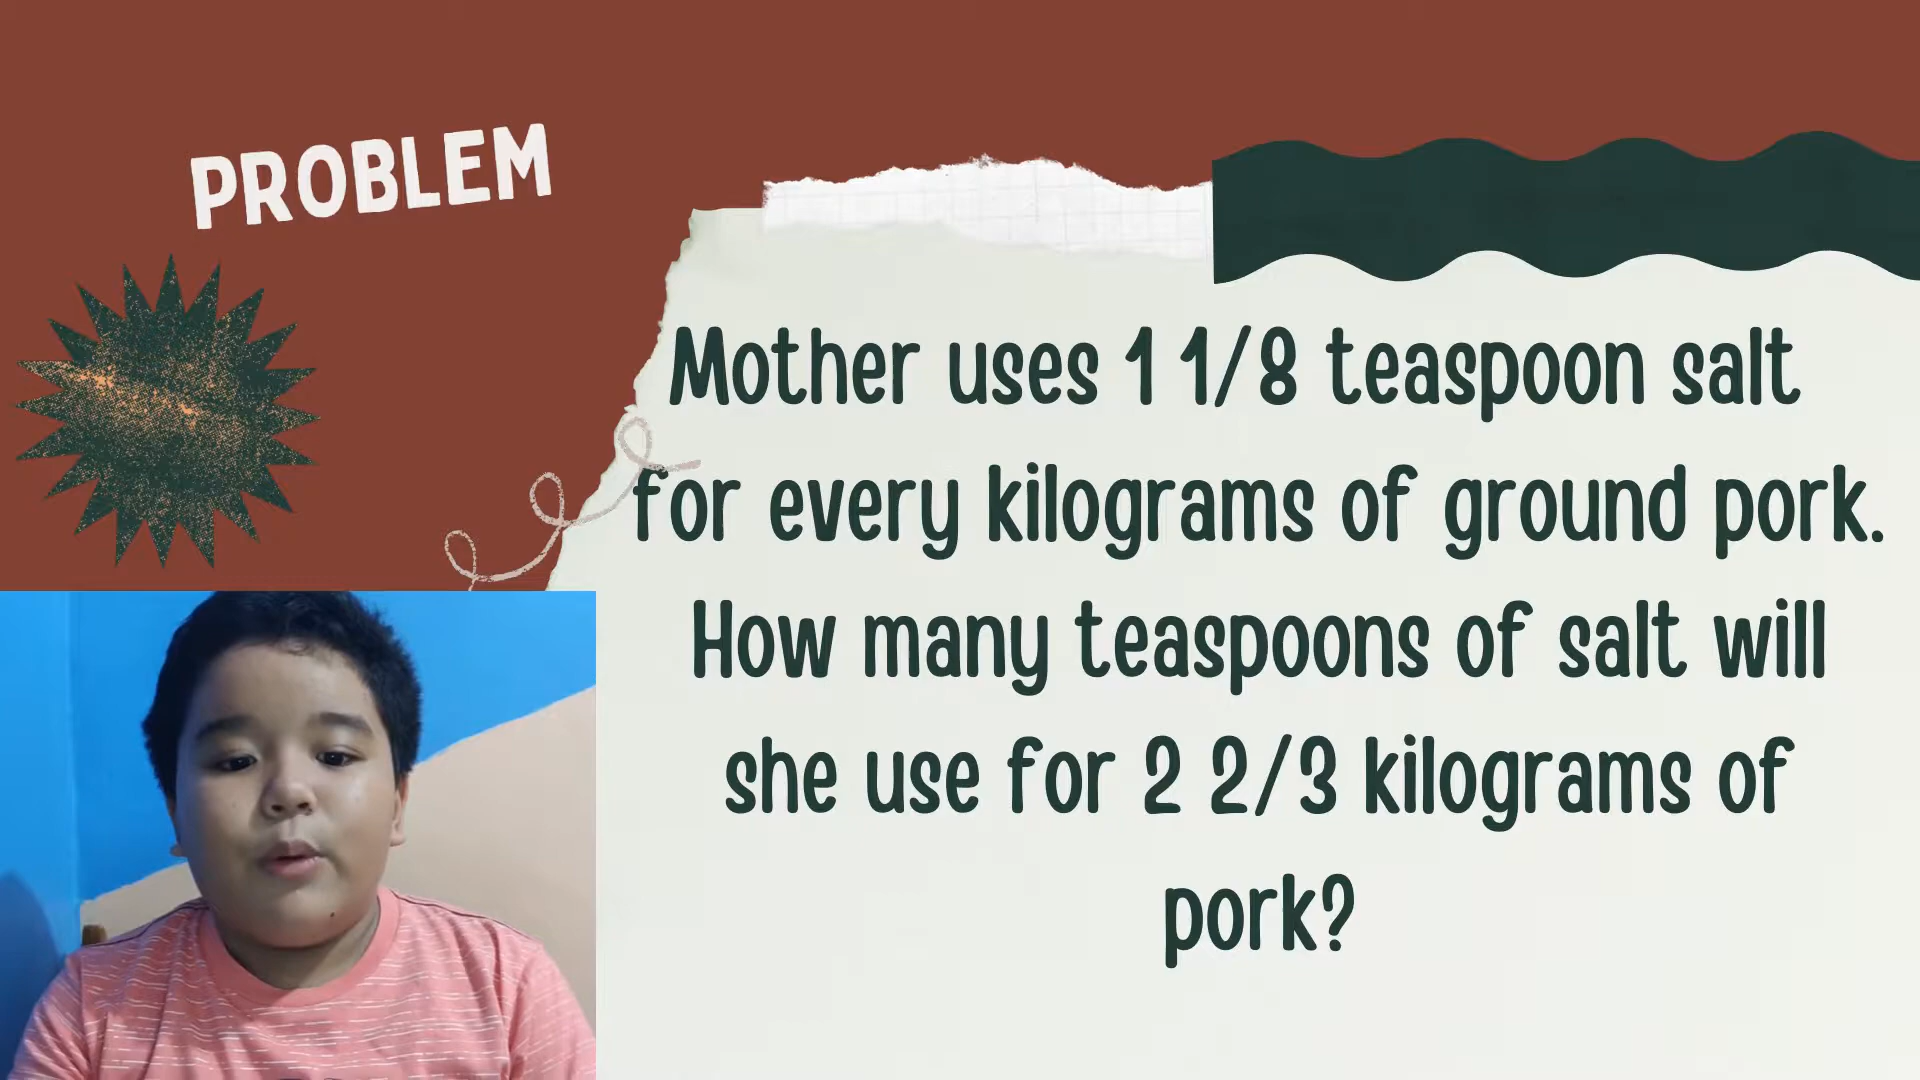 PROBLEM
Mother uses 1 1/8 teaspoon salt
for every kilograms of ground pork.
How many teaspoons of salt will
she use for 2 2/3 kilograms of
pork?